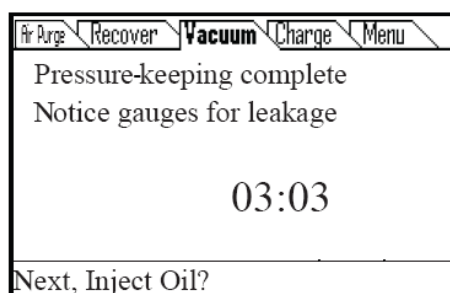 Air Purge Recover Vacuum Charge Menu
Pressure-keeping complete
Notice gauges for leakage
03:03
Next, Inject Oil?